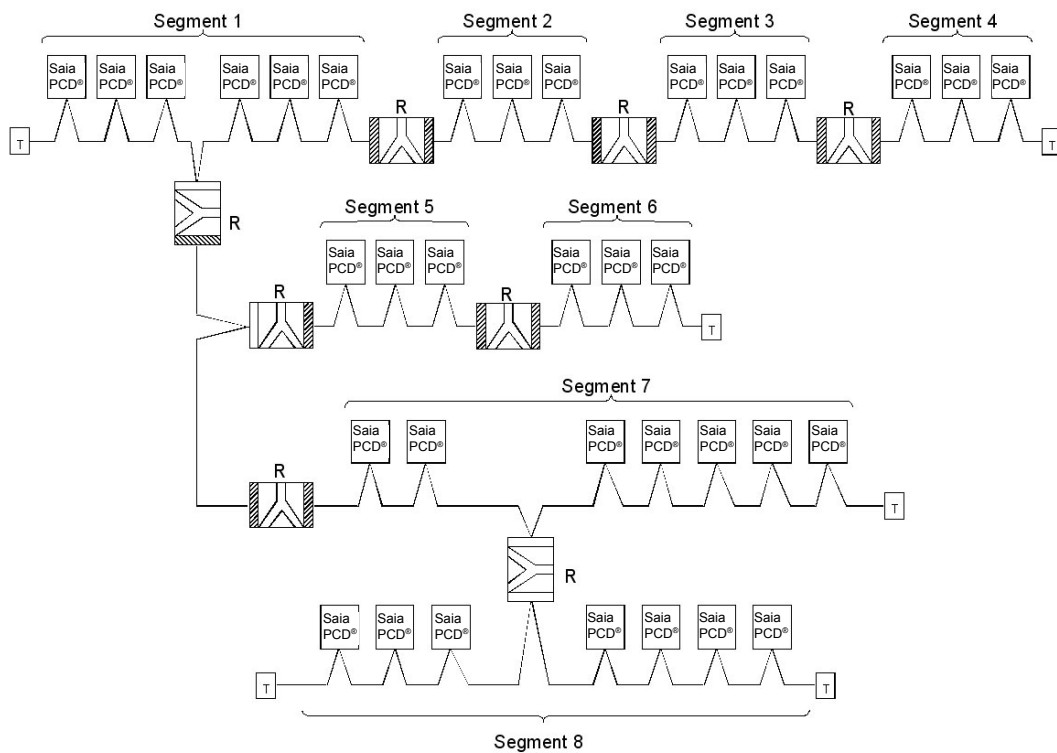 Segment 1
Segment 2
Segment 3
Segment 4
Saia PCD® Saia PCD® Saia PCD® Saia PCD® Saia PCD® Saia PCD® Saia PCD® Saia PCD® Saia PCD® Saia PCD® Saia PCD® Saia PCD® Saia PCD® Saia PCD® Saia PCD®
R
R
R
T
T
R
Segment 5
Segment 6
Saia PCD® Saia PCD® Saia PCD® Saia PCD® Saia PCD® Saia PCD®
R
R
T
Segment 7
Saia PCD® Saia PCD® Saia PCD® Saia PCD® Saia PCD® Saia PCD® Saia PCD®
R
T
R
Saia PCD® Saia PCD® Saia PCD® Saia PCD® Saia PCD® Saia PCD® Saia PCD®
T
T
Segment 8